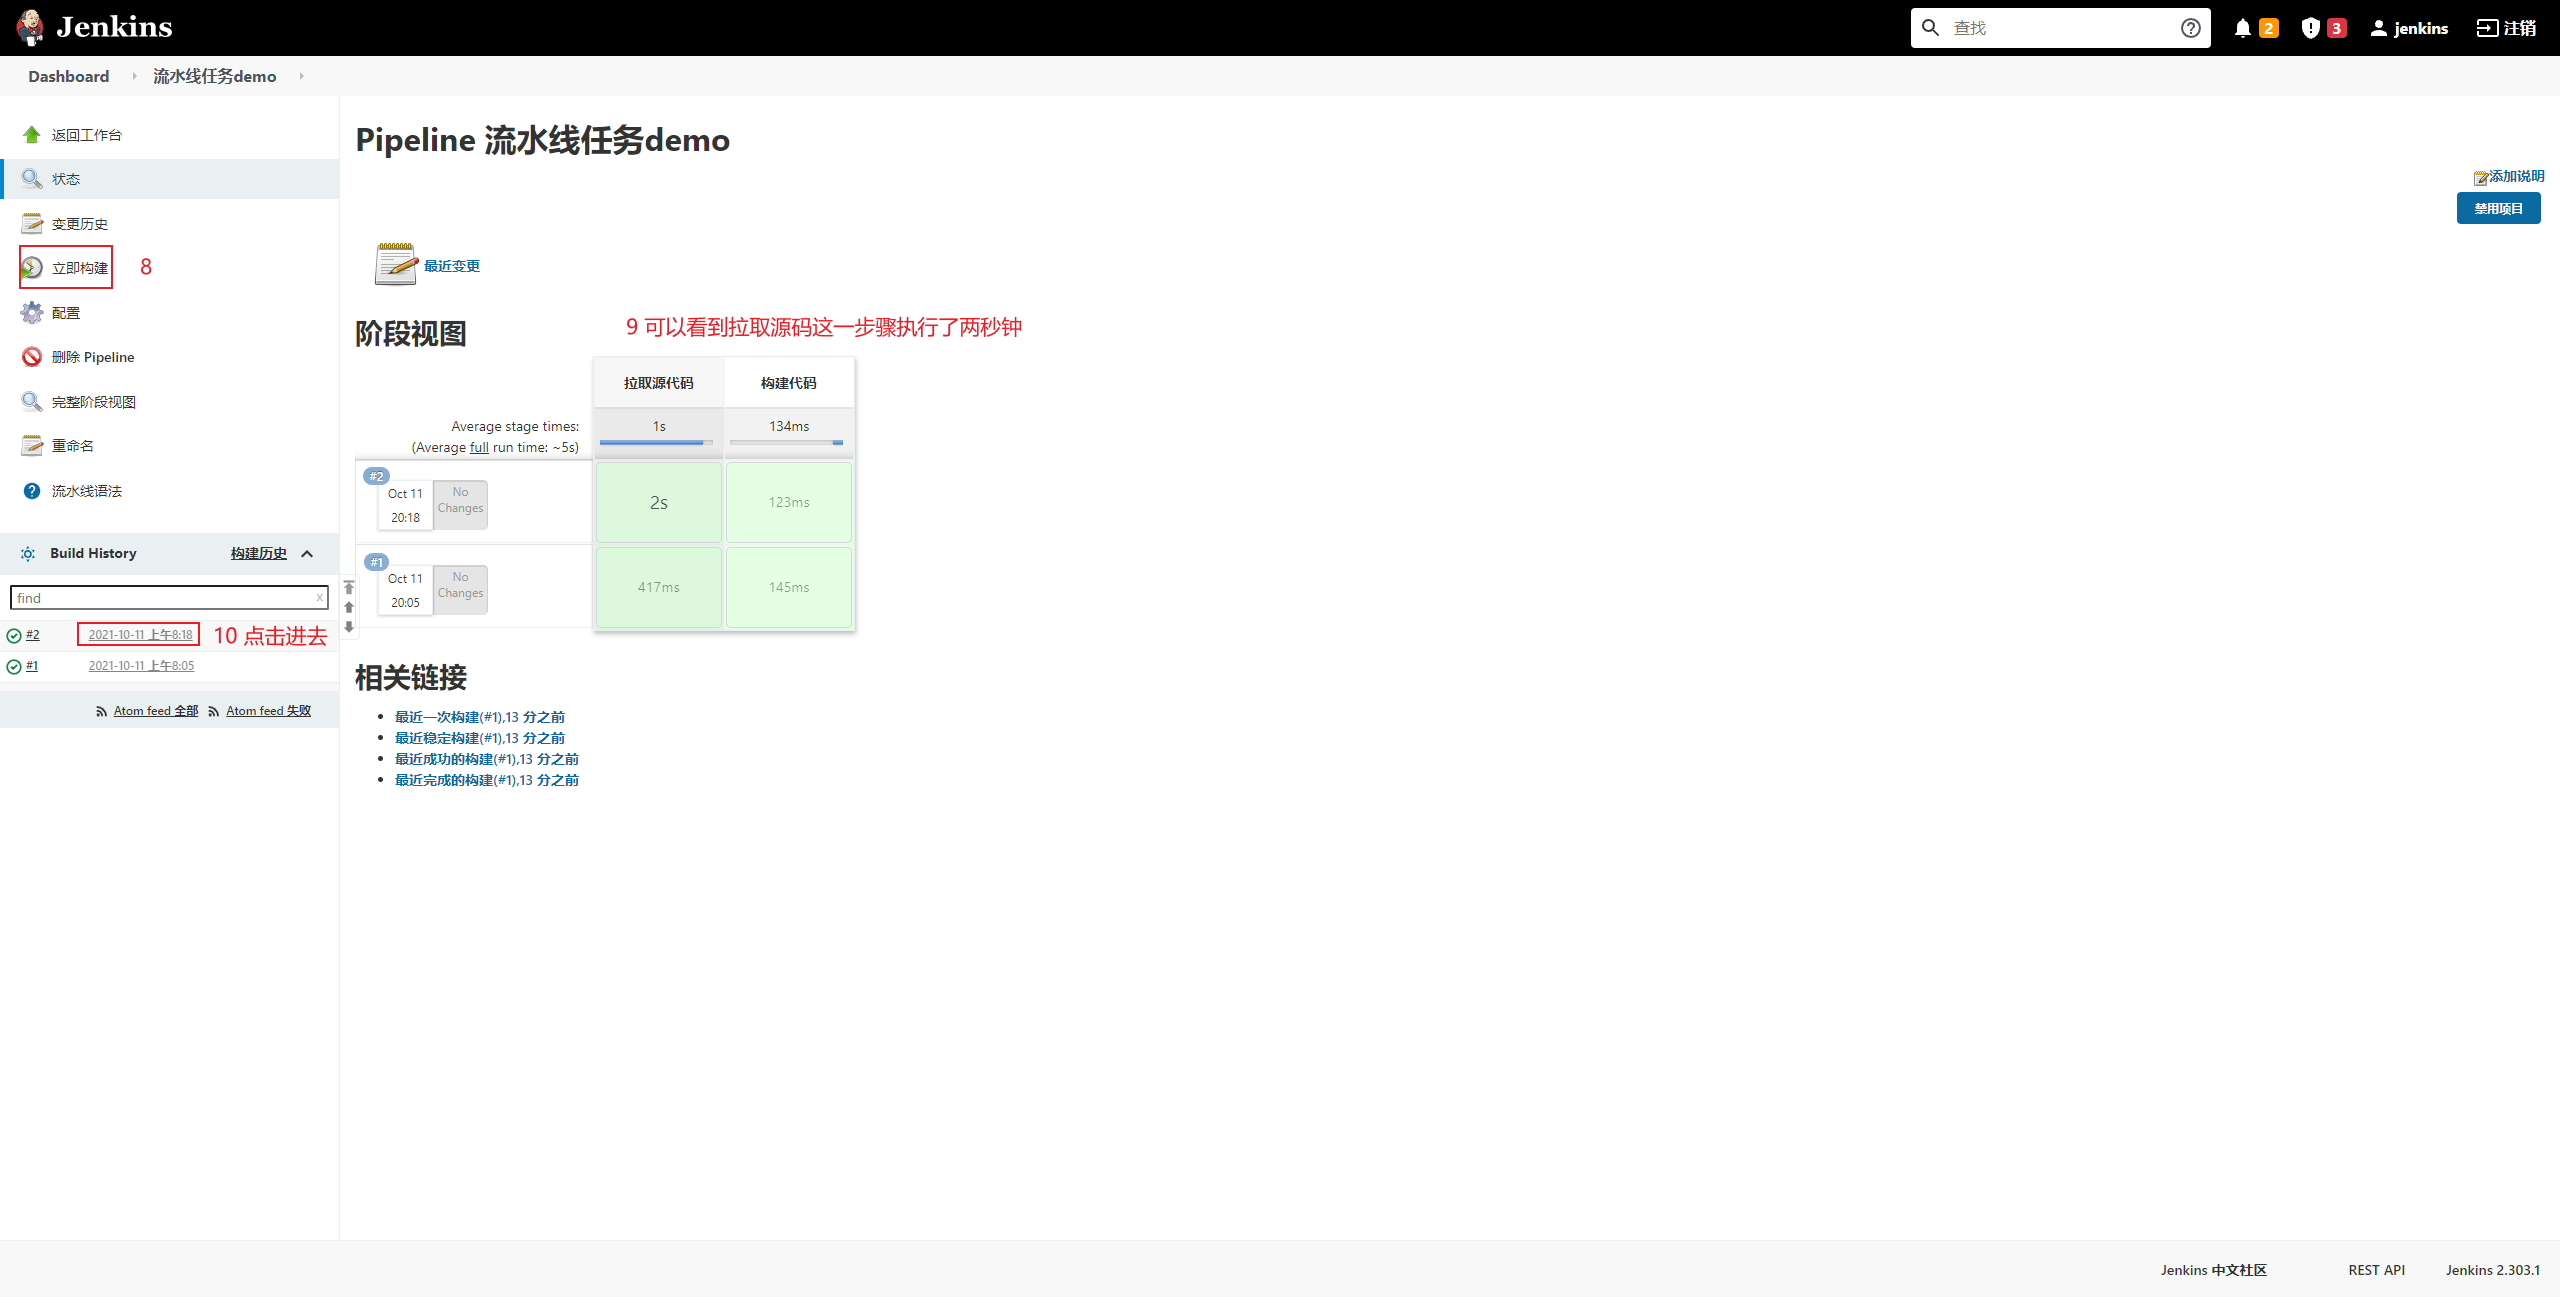 Jenkins
查找
2
3
jenkins
注销
Dashboard
流水线任务demo
返回工作台
状态
变更历史
立即构建
8
配置
删除 Pipeline
完整阶段视图
重命名
流水线语法
Build History
构建历史
find
x
#2
2021-10-11 上午8:18
10 点击进去
#1
2021-10-11 上午8:05
Atom feed 全部
Atom feed 失败
Pipeline 流水线任务demo
添加说明
禁用项目
最近变更
阶段视图
9 可以看到拉取源码这一步骤执行了两秒钟
拉取源代码
构建代码
Average stage times:
(Average full run time: ~5s)
1s
134ms
#2
Oct 11
20:18
No
Changes
2s
123ms
#1
Oct 11
20:05
No
Changes
417ms
145ms
相关链接
最近一次构建(#1),13 分之前
最近稳定构建(#1),13 分之前
最近成功的构建(#1),13 分之前
最近完成的构建(#1),13 分之前
Jenkins 中文社区
REST API
Jenkins 2.303.1